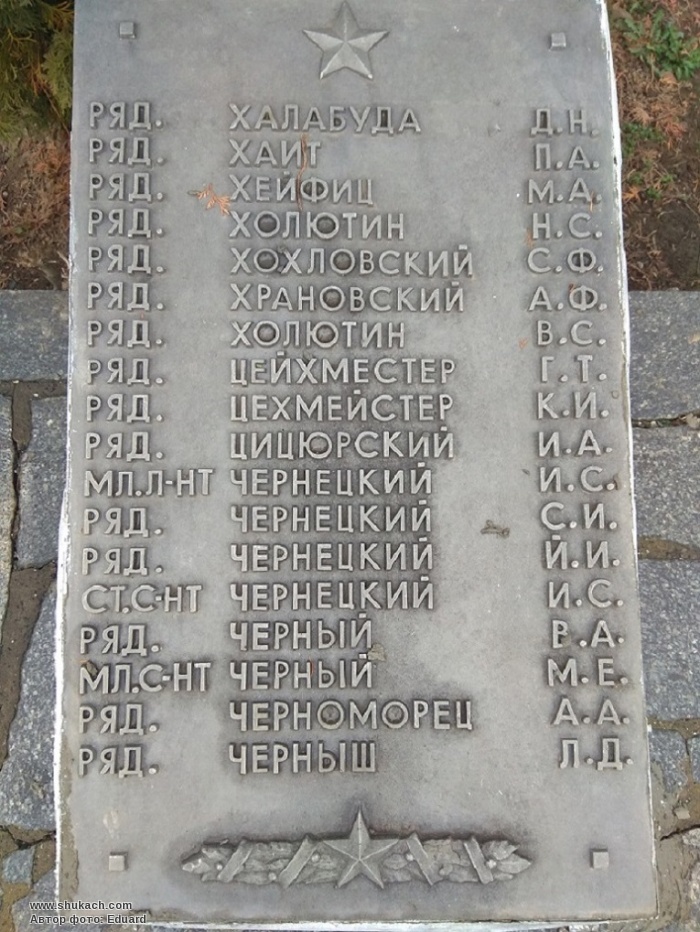 РЯД. ХАЛАБУДА Д.Н.
РЯД. ХАИТ П.А.
РЯД. ХЕЙФИЦ М.А.
РЯД. ХОЛЮТИН Н.С.
РЯД. ХОХЛОВСКИЙ С.Ф.
РЯД. ХРАНОВСКИЙ А.Ф.
РЯД. ХОЛЮТИН В.С.
РЯД. ЦЕЙХМЕСТЕР Г.Т.
РЯД. ЦЕХМЕЙСТЕР К.И.
РЯД. ЦИЦЮРСКИЙ И.А.
МЛ.Л-НТ ЧЕРНЕЦКИЙ И.С.
РЯД. ЧЕРНЕЦКИЙ С.И.
РЯД. ЧЕРНЕЦКИЙ Й.И.
СТ.С-НТ ЧЕРНЕЦКИЙ И.С.
РЯД. ЧЕРНЫЙ В.А.
МЛ.С-НТ ЧЕРНЫЙ М.Е.
РЯД. ЧЕРНОМОРЕЦ А.А.
РЯД. ЧЕРНЫШ Л.Д.
www.shukach.com
Автор фото: Eduard